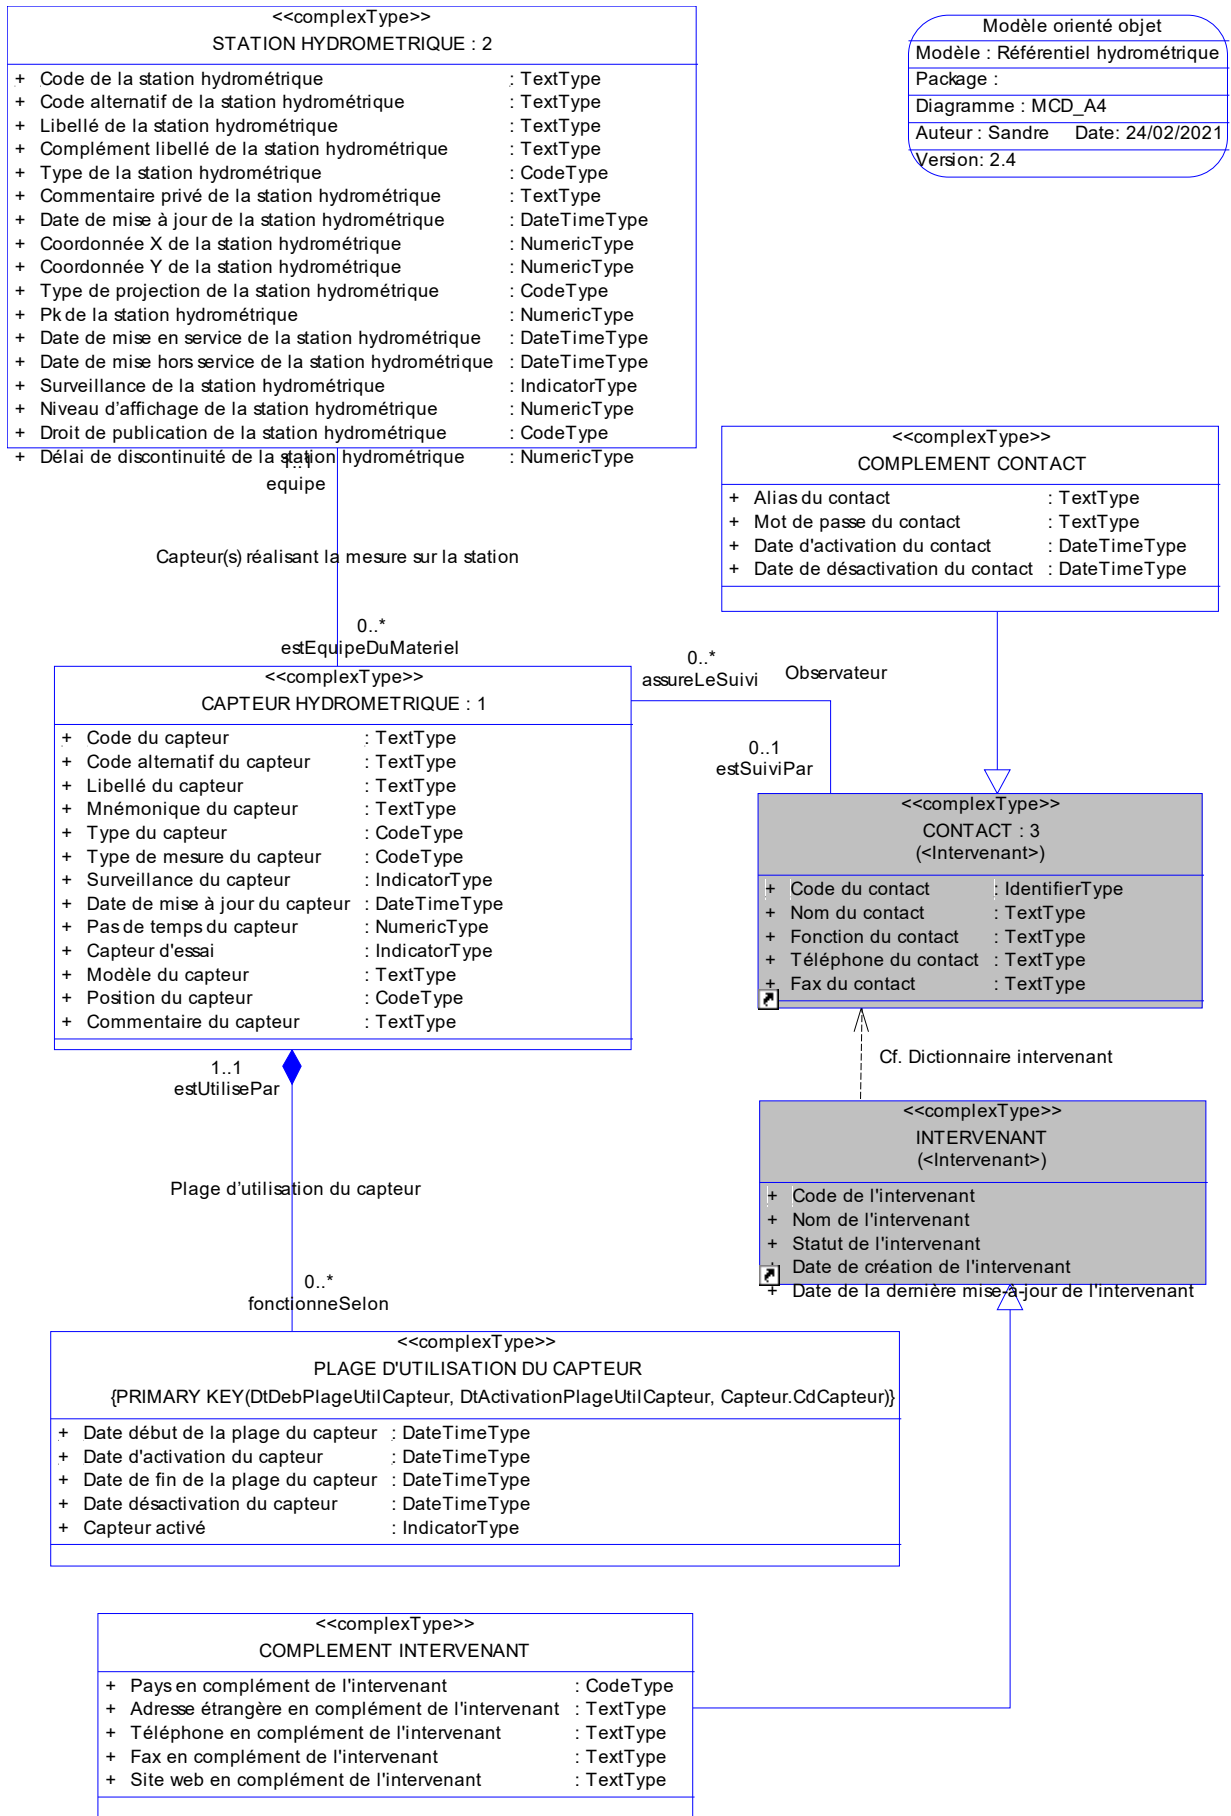 <<complexType>>
STATION HYDROMETRIQUE : 2
+ Code de la station hydrométrique : TextType
+ Code alternatif de la station hydrométrique : TextType
+ Libellé de la station hydrométrique : TextType
+ Complément libellé de la station hydrométrique : TextType
+ Type de la station hydrométrique : CodeType
+ Commentaire privé de la station hydrométrique : TextType
+ Date de mise à jour de la station hydrométrique : DateTimeType
+ Coordonnée X de la station hydrométrique : NumericType
+ Coordonnée Y de la station hydrométrique : NumericType
+ Type de projection de la station hydrométrique : CodeType
+ Pk de la station hydrométrique : NumericType
+ Date de mise en service de la station hydrométrique : DateTimeType
+ Date de mise hors service de la station hydrométrique : DateTimeType
+ Surveillance de la station hydrométrique : IndicatorType
+ Niveau d'affichage de la station hydrométrique : NumericType
+ Droit de publication de la station hydrométrique : CodeType
+ Délai de discontinuité de la station hydrométrique : NumericType
Modèle orienté objet
Modèle : Référentiel hydrométrique
Package :
Diagramme : MCD_A4
Auteur : Sandre Date: 24/02/2021
Version: 2.4
1..1
equipe
Capteur(s) réalisant la mesure sur la station
0..*
estEquipeDuMateriel
<<complexType>>
COMPLEMENT CONTACT
+ Alias du contact : TextType
+ Mot de passe du contact : TextType
+ Date d'activation du contact : DateTimeType
+ Date de désactivation du contact : DateTimeType
<<complexType>>
CAPTEUR HYDROMETRIQUE : 1
+ Code du capteur : TextType
+ Code alternatif du capteur : TextType
+ Libellé du capteur : TextType
+ Mnémonique du capteur : TextType
+ Type du capteur : CodeType
+ Type de mesure du capteur : CodeType
+ Surveillance du capteur : IndicatorType
+ Date de mise à jour du capteur : DateTimeType
+ Pas de temps du capteur : NumericType
+ Capteur d'essai : IndicatorType
+ Modèle du capteur : TextType
+ Position du capteur : CodeType
+ Commentaire du capteur : TextType
0..*
assureLeSuivi
Observateur
0..1
estSuiviPar
<<complexType>>
CONTACT : 3
(<Intervenant>)
+ Code du contact : IdentifierType
+ Nom du contact : TextType
+ Fonction du contact : TextType
+ Téléphone du contact : TextType
+ Fax du contact : TextType
Cf. Dictionnaire intervenant
<<complexType>>
INTERVENANT
(<Intervenant>)
+ Code de l'intervenant
+ Nom de l'intervenant
+ Statut de l'intervenant
+ Date de création de l'intervenant
+ Date de la dernière mise-à-jour de l'intervenant
1..1
estUtilisePar
Plage d’utilisation du capteur
0..*
fonctionneSelon
<<complexType>>
PLAGE D'UTILISATION DU CAPTEUR
{PRIMARY KEY(DtDebPlageUtilCapteur, DtActivationPlageUtilCapteur, Capteur.CdCapteur)}
+ Date début de la plage du capteur : DateTimeType
+ Date d'activation du capteur : DateTimeType
+ Date de fin de la plage du capteur : DateTimeType
+ Date désactivation du capteur : DateTimeType
+ Capteur activé : IndicatorType
<<complexType>>
COMPLEMENT INTERVENANT
+ Pays en complément de l'intervenant : CodeType
+ Adresse étrangère en complément de l'intervenant : TextType
+ Téléphone en complément de l'intervenant : TextType
+ Fax en complément de l'intervenant : TextType
+ Site web en complément de l'intervenant : TextType